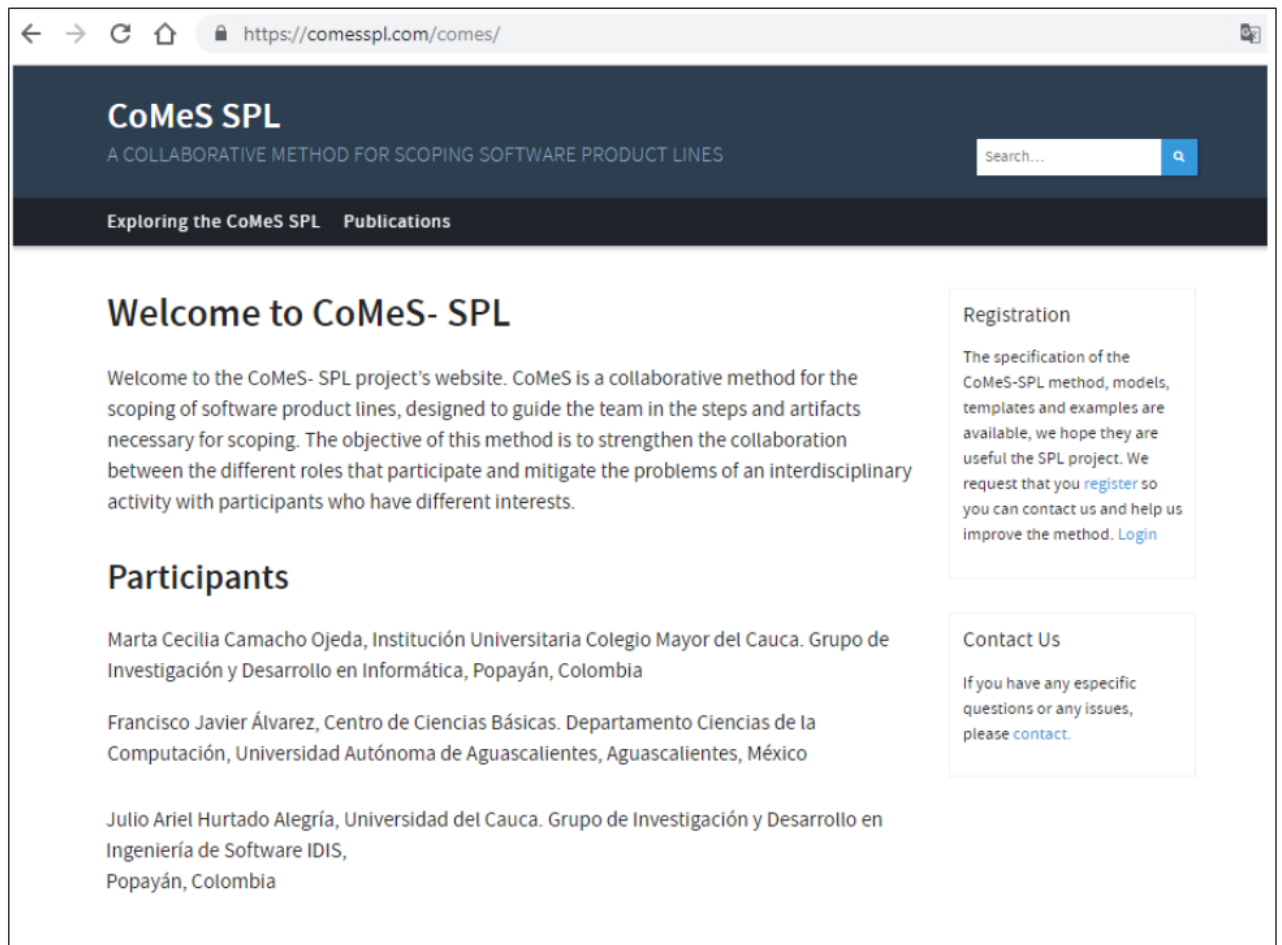 https://comesspl.com/comes/
CoMeS SPL
A COLLABORATIVE METHOD FOR SCOPING SOFTWARE PRODUCT LINES
Search...
Exploring the CoMeS SPL Publications
Welcome to CoMeS- SPL
Welcome to the CoMeS- SPL project's website. CoMeS is a collaborative method for the
scoping of software product lines, designed to guide the team in the steps and artifacts
necessary for scoping. The objective of this method is to strengthen the collaboration
between the different roles that participate and mitigate the problems of an interdisciplinary
activity with participants who have different interests.
Participants
Marta Cecilia Camacho Ojeda, Institución Universitaria Colegio Mayor del Cauca. Grupo de
Investigación y Desarrollo en Informática, Popayán, Colombia
Francisco Javier Álvarez, Centro de Ciencias Básicas. Departamento Ciencias de la
Computación, Universidad Autónoma de Aguascalientes, Aguascalientes, México
Julio Ariel Hurtado Alegría, Universidad del Cauca. Grupo de Investigación y Desarrollo en
Ingeniería de Software IDIS,
Popayán, Colombia
Registration
The specification of the
CoMeS-SPL method, models,
templates and examples are
available, we hope they are
useful the SPL project. We
request that you register so
you can contact us and help us
improve the method. Login
Contact Us
If you have any especific
questions or any issues,
please contact.